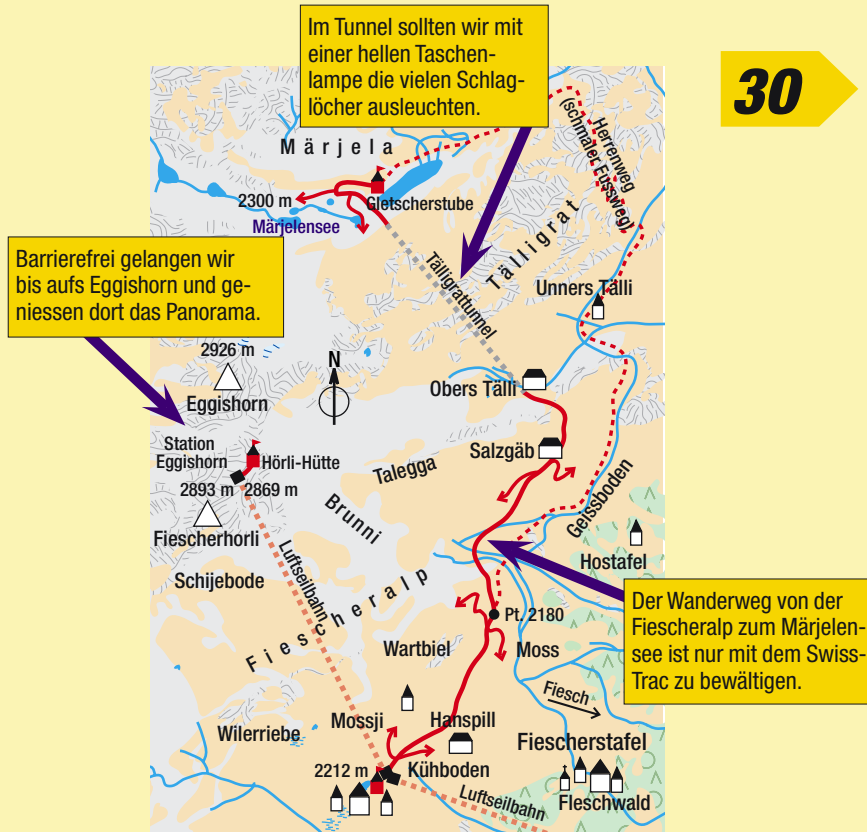 Im Tunnel sollten wir mit
einer hellen Taschen-
lampe die vielen Schlag-
löcher ausleuchten.
30
Märjela
Herrenweg
(schmaler Fussweg)
2300 m
Gletscherstube
Märjelensee
Tälligrat
Tälligrattunnel
Barrierefrei gelangen wir
bis aufs Eggishorn und ge-
niessen dort das Panorama.
Unners Tälli
2926 m
Eggishorn
N
Obers Tälli
Station
Eggishorn
Hörli-Hütte
Salzgäb
Talegga
2893 m
2869 m
Brunni
Geissboden
Fiescherhorli
Luftseilbahn
Hostafel
Schijebode
Fiescheralp
Der Wanderweg von der
Fiescheralp zum Märjelen-
see ist nur mit dem Swiss-
Trac zu bewältigen.
Pt. 2180
Wartbiel
Moss
Fiesch
Mossji
Hanspill
Wilerriebe
Fiescherstafel
2212 m
Kühboden
Luftseilbahn
Fleschwald